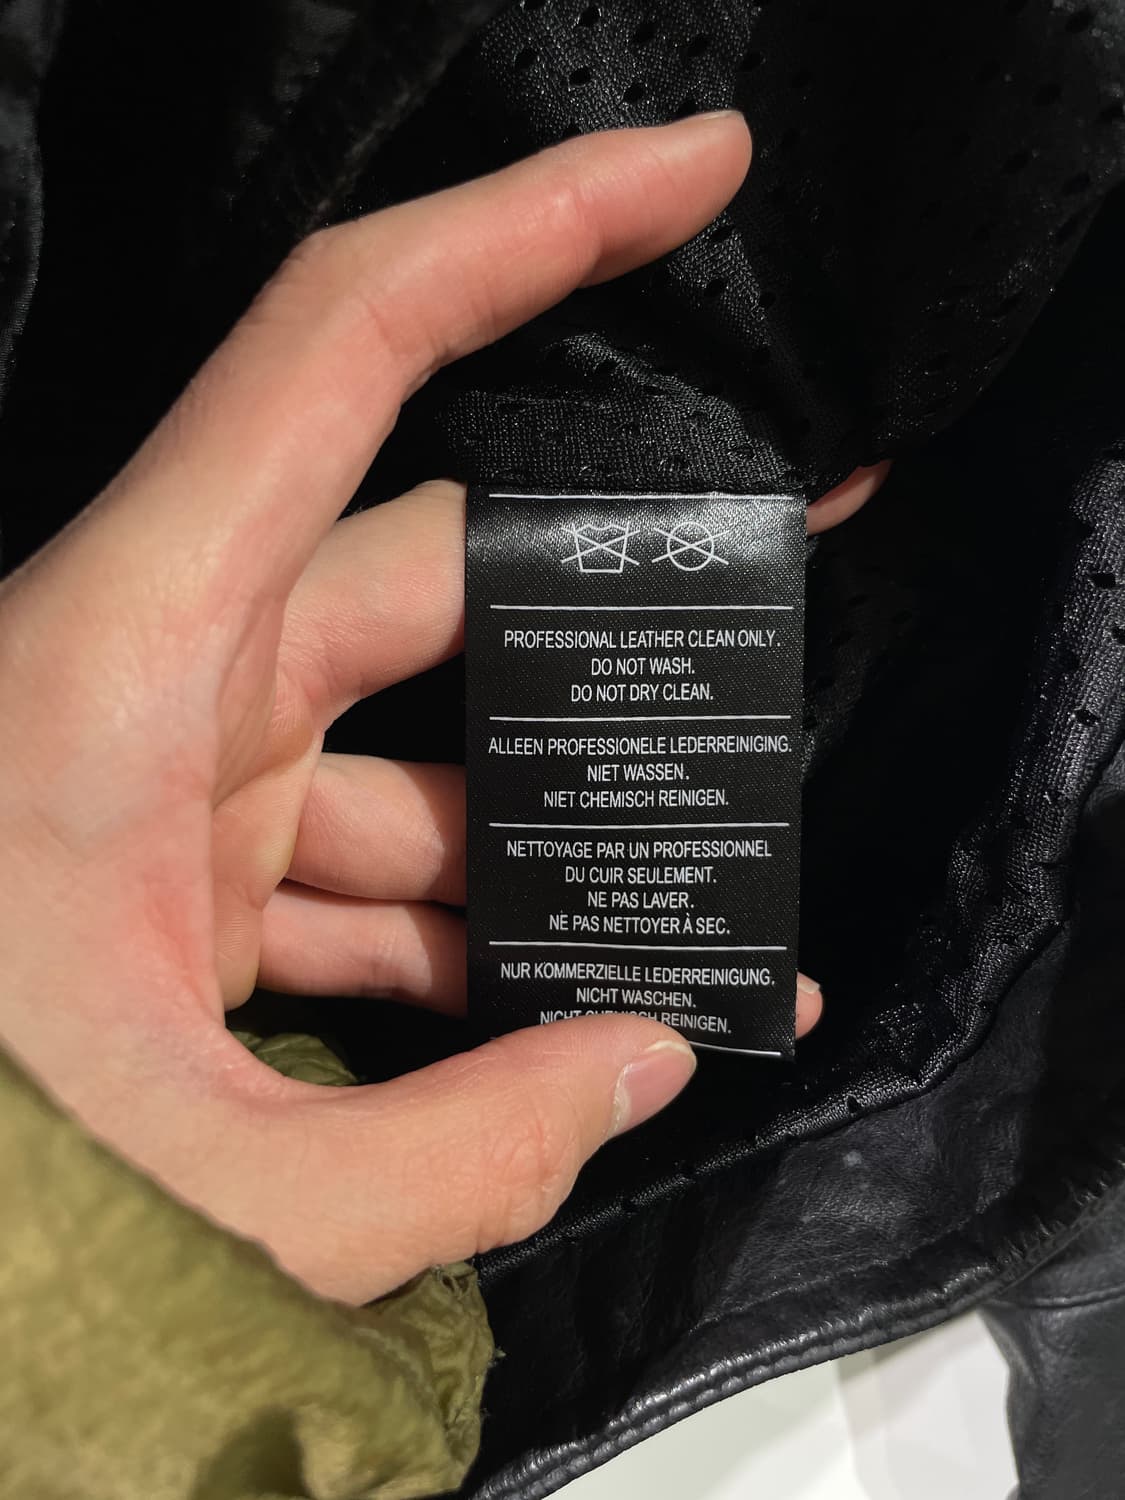 PROFESSIONAL LEATHER CLEAN ONLY.
DO NOT WASH.
DO NOT DRY CLEAN.
ALLEEN PROFESSIONELE LEDERREINIGING.
NIET WASSEN.
NIET CHEMISCH REINIGEN.
NETTOYAGE PAR UN PROFESSIONNEL
DU CUIR SEULEMENT.
NE PAS LAVER.
NE PAS NETTOYER À SEC.
NUR KOMMERZIELLE LEDERREINIGUNG.
NICHT WASCHEN.
NICHT CHEMISCH REINIGEN.